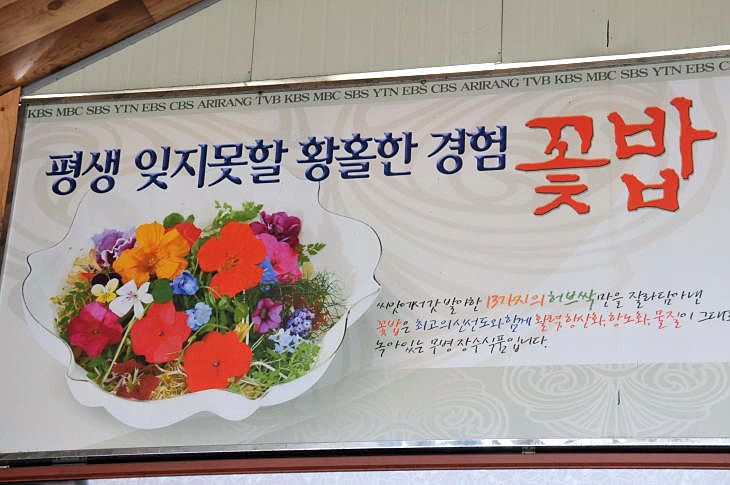 KBS MBC SBS YTN EBS CBS ARIRANG TVB KBS MBC SBS YTN EBS CBS ARIRANG TVB KBS MBC SBS YTN EBS C
평생 잊지못할 황홀한 경험 꽃밥
씨앗에서 갓 발아한 13가지의 허브싹만을 잘라 담아낸
꽃밥은 최고의 신선도와 함께 활력, 항산화, 항노화, 물질이 그대로
녹아있는 무병 장수식품입니다.